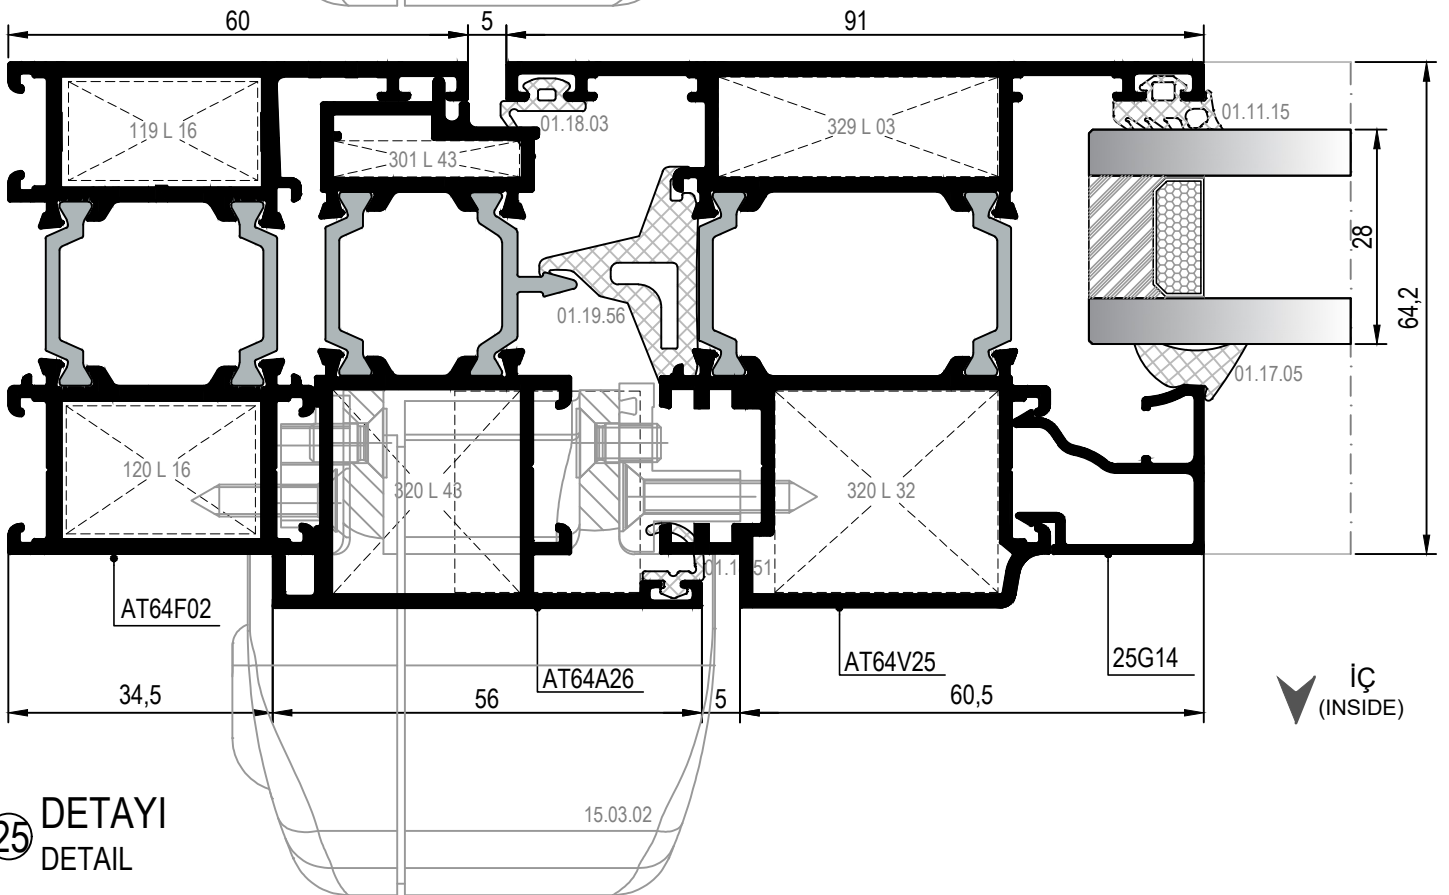 60
5
91
119 L 16
301 L 43
01.18.03
329 L 03
01.11.15
28
64,2
01.19.56
01.17.05
120 L 16
320 L 43
320 L 32
AT64F02
AT64A26
AT64V25
25G14
34,5
56
5
60,5
İÇ
(INSIDE)
15.03.02
25 DETAYI
DETAIL